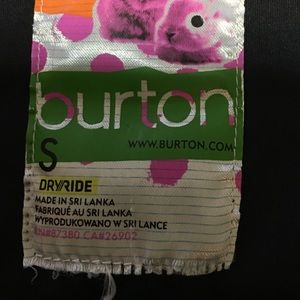 burton
S
WWW.BURTON.COM
DRYRIDE
MADE IN SRI LANKA
FABRIQUÉ AU SRI LANKA
WYPRODUKOWANO W SRI LANCE
RN#87380 CA#26902